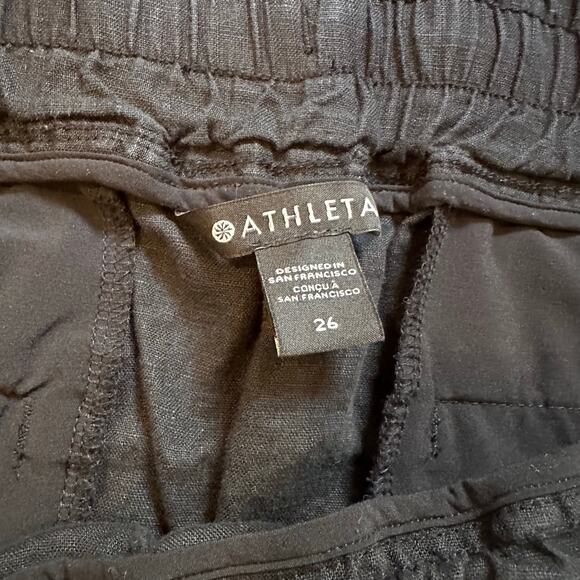 ATHLETA
DESIGNED IN
SAN FRANCISCO
CONÇU À
SAN FRANCISCO
26